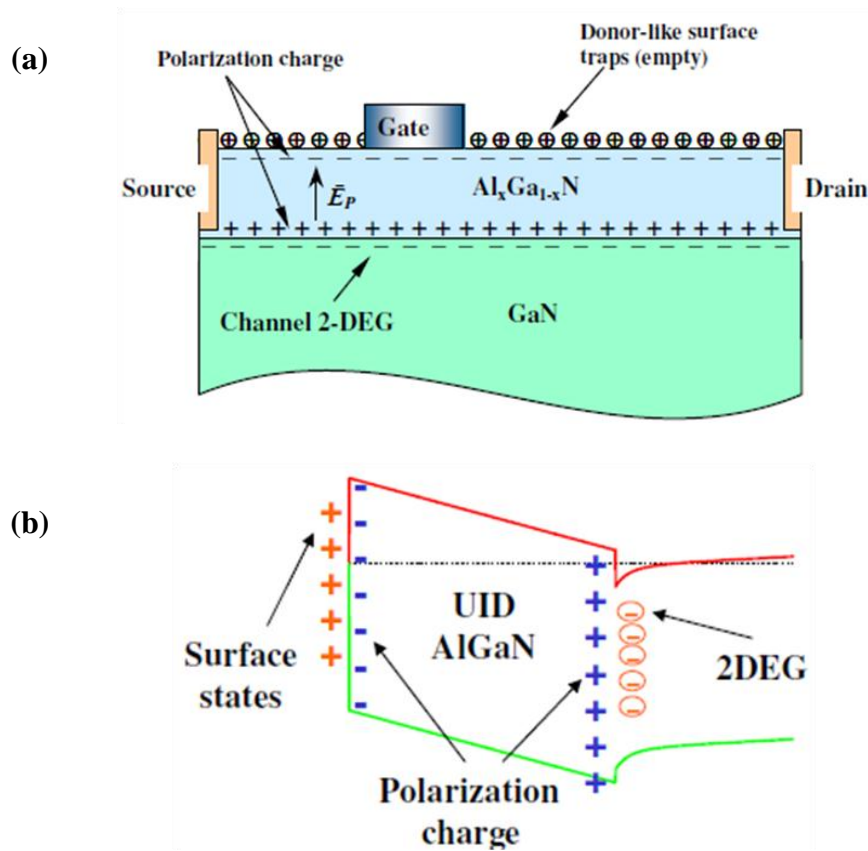 (a)
Polarization charge
Donor-like surface
traps (empty)
Gate
Source
ĒP
AlxGa1-xN
Drain
Channel 2-DEG
GaN
(b)
UID
AlGaN
Surface
states
2DEG
Polarization
charge